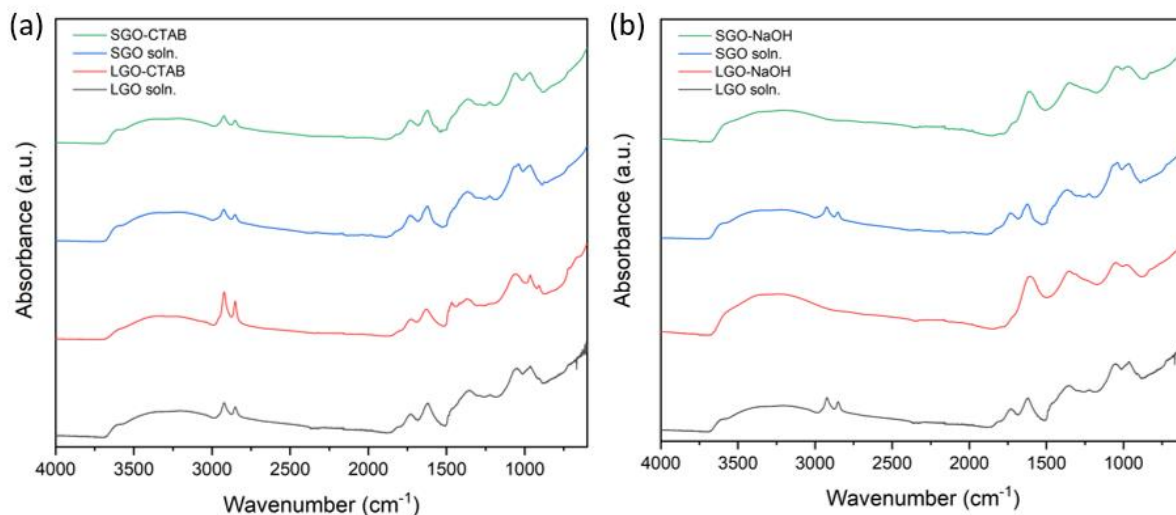 (a)
SGO-CTAB
SGO soln.
LGO-CTAB
LGO soln.
Absorbance (a.u.)
4000 3500 3000 2500 2000 1500 1000
Wavenumber (cm⁻¹)
(b)
SGO-NaOH
SGO soln.
LGO-NaOH
LGO soln.
Absorbance (a.u.)
4000 3500 3000 2500 2000 1500 1000
Wavenumber (cm⁻¹)